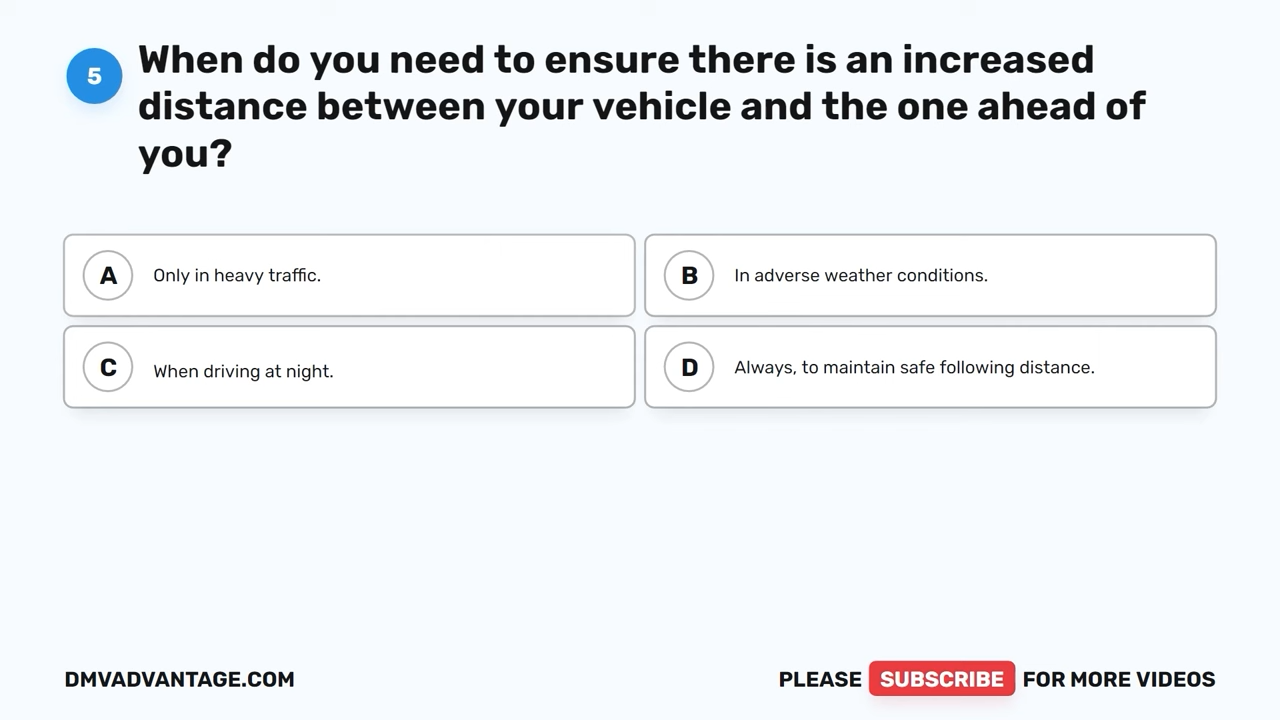 5
When do you need to ensure there is an increased
distance between your vehicle and the one ahead of
you?
A
Only in heavy traffic.
B
In adverse weather conditions.
C
When driving at night.
D
Always, to maintain safe following distance.
DMVADVANTAGE.COM
PLEASE SUBSCRIBE FOR MORE VIDEOS